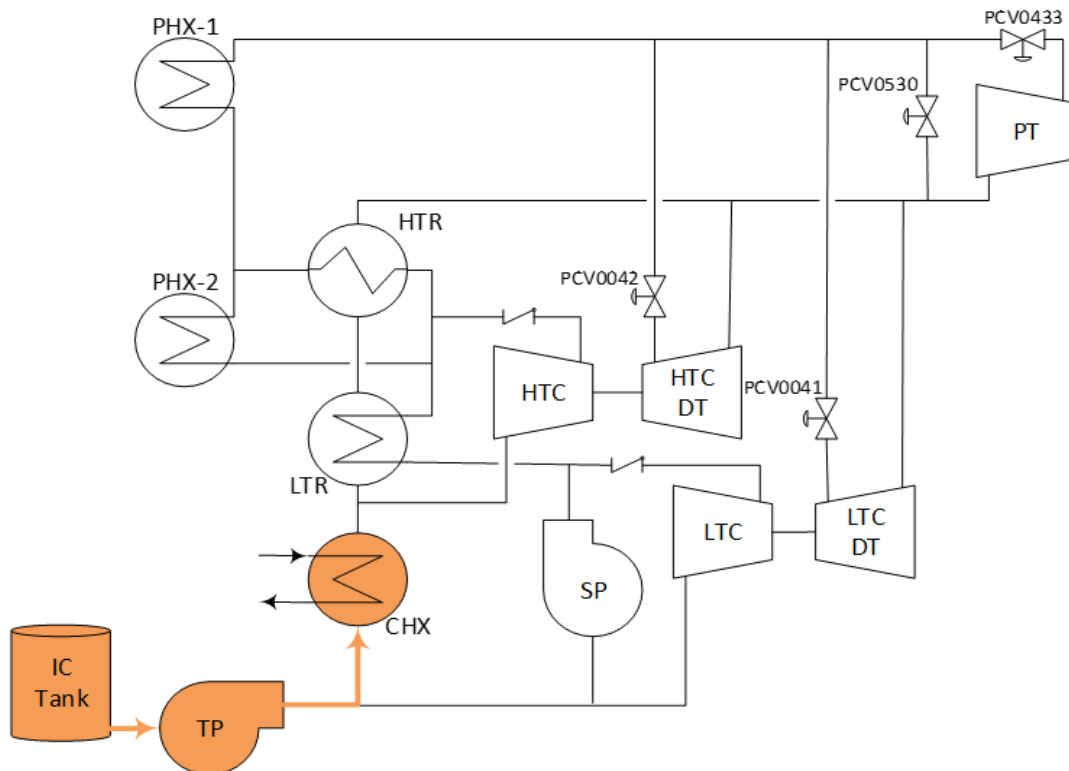 PHX-1
PCV0433
PCV0530
PT
HTR
PHX-2
PCV0042
HTC
HTC
DT
PCV0041
LTR
LTC
LTC
DT
SP
CHX
IC
Tank
TP